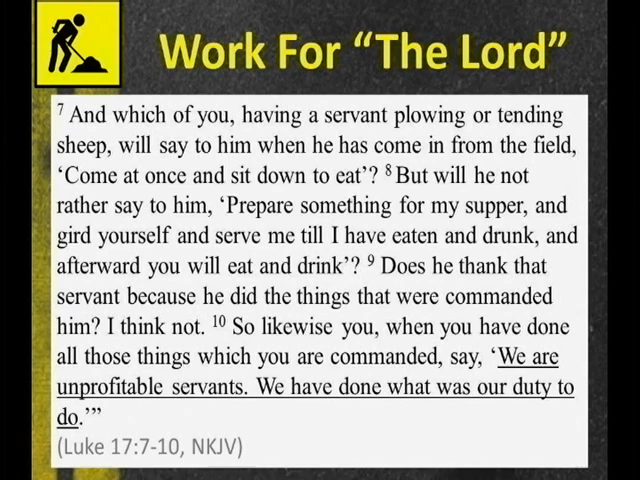 Work For “The Lord”
⁷ And which of you, having a servant plowing or tending
sheep, will say to him when he has come in from the field,
‘Come at once and sit down to eat’? ⁸ But will he not
rather say to him, ‘Prepare something for my supper, and
gird yourself and serve me till I have eaten and drunk, and
afterward you will eat and drink’? ⁹ Does he thank that
servant because he did the things that were commanded
him? I think not. ¹⁰ So likewise you, when you have done
all those things which you are commanded, say, ‘We are
unprofitable servants. We have done what was our duty to
do.’”
(Luke 17:7-10, NKJV)